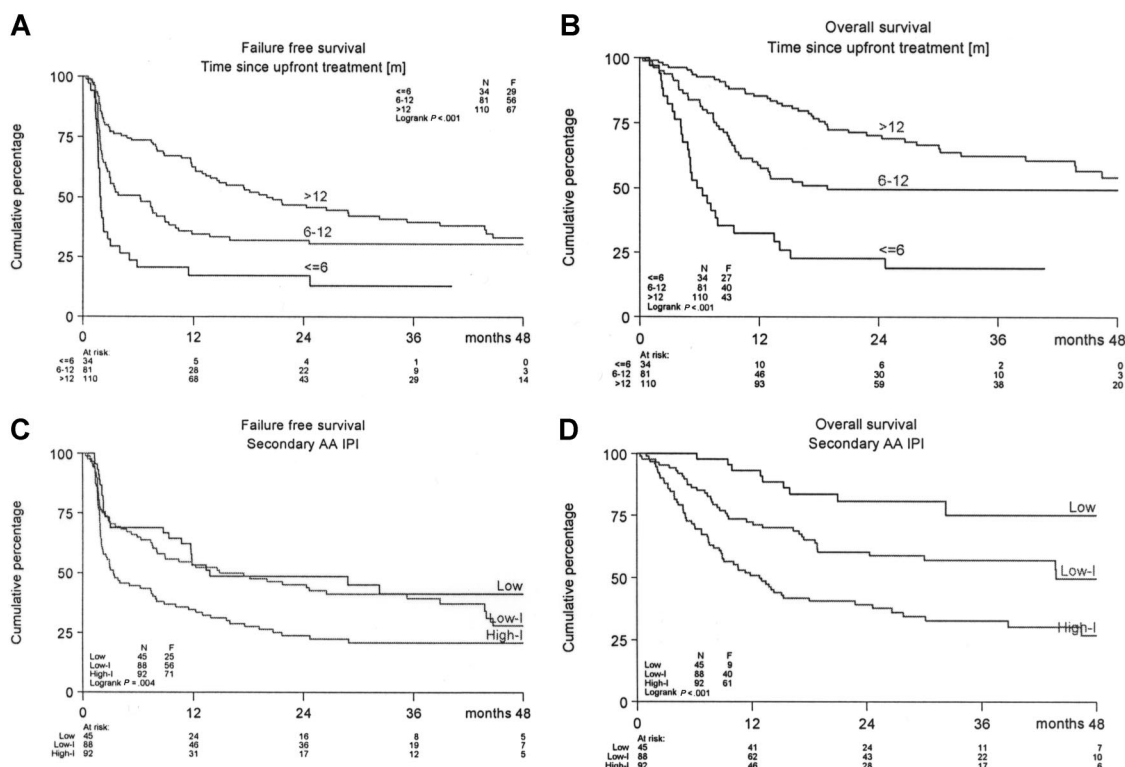 A
Failure free survival
Time since upfront treatment [m]
N F
<=6 34 29
6-12 81 56
>12 110 67
Logrank P <.001
Cumulative percentage
100
75
50
25
0
>12
6-12
<=6
0 12 24 36 months 48
At risk:
<=6 34 5 4 1 0
6-12 81 28 22 9 3
>12 110 68 43 29 14
B
Overall survival
Time since upfront treatment [m]
Cumulative percentage
100
75
50
25
0
>12
6-12
<=6
N F
<=6 34 27
6-12 81 40
>12 110 43
Logrank P <.001
0 12 24 36 months 48
At risk:
<=6 34 10 6 2 0
6-12 81 46 30 10 3
>12 110 93 59 38 20
C
Failure free survival
Secondary AA IPI
Cumulative percentage
100
75
50
25
0
Low
Low-I
High-I
N F
Low 45 25
Low-I 88 56
High-I 92 71
Logrank P = .004
0 12 24 36 months 48
At risk:
Low 45 24 16 8 5
Low-I 88 46 36 19 7
High-I 92 31 17 12 5
D
Overall survival
Secondary AA IPI
Cumulative percentage
100
75
50
25
0
Low
Low-I
High-I
N F
Low 45 9
Low-I 88 40
High-I 92 61
Logrank P <.001
0 12 24 36 months 48
At risk:
Low 45 41 24 11 7
Low-I 88 62 43 22 10
High-I 92 46 28 17 6